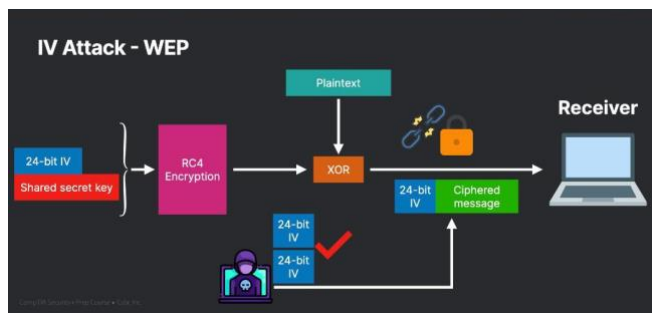 IV Attack - WEP
Plaintext
Receiver
24-bit IV
Shared secret key
RC4
Encryption
XOR
24-bit
IV
Ciphered
message
24-bit
IV
24-bit
IV